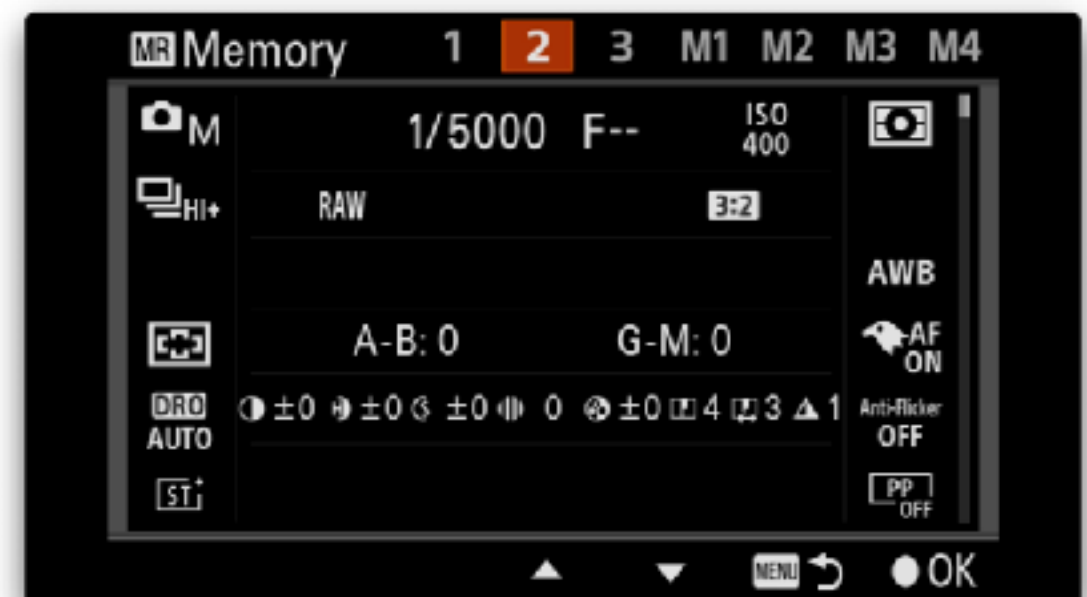 MR Memory 1 2 3 M1 M2 M3 M4
M 1/5000 F-- ISO 400
HI+ RAW 3:2
AWB
A-B: 0 G-M: 0 AF ON
DRO AUTO ±0 ±0 ±0 0 ±0 4 3 1 Anti-Flicker OFF
ST PP OFF
MENU OK